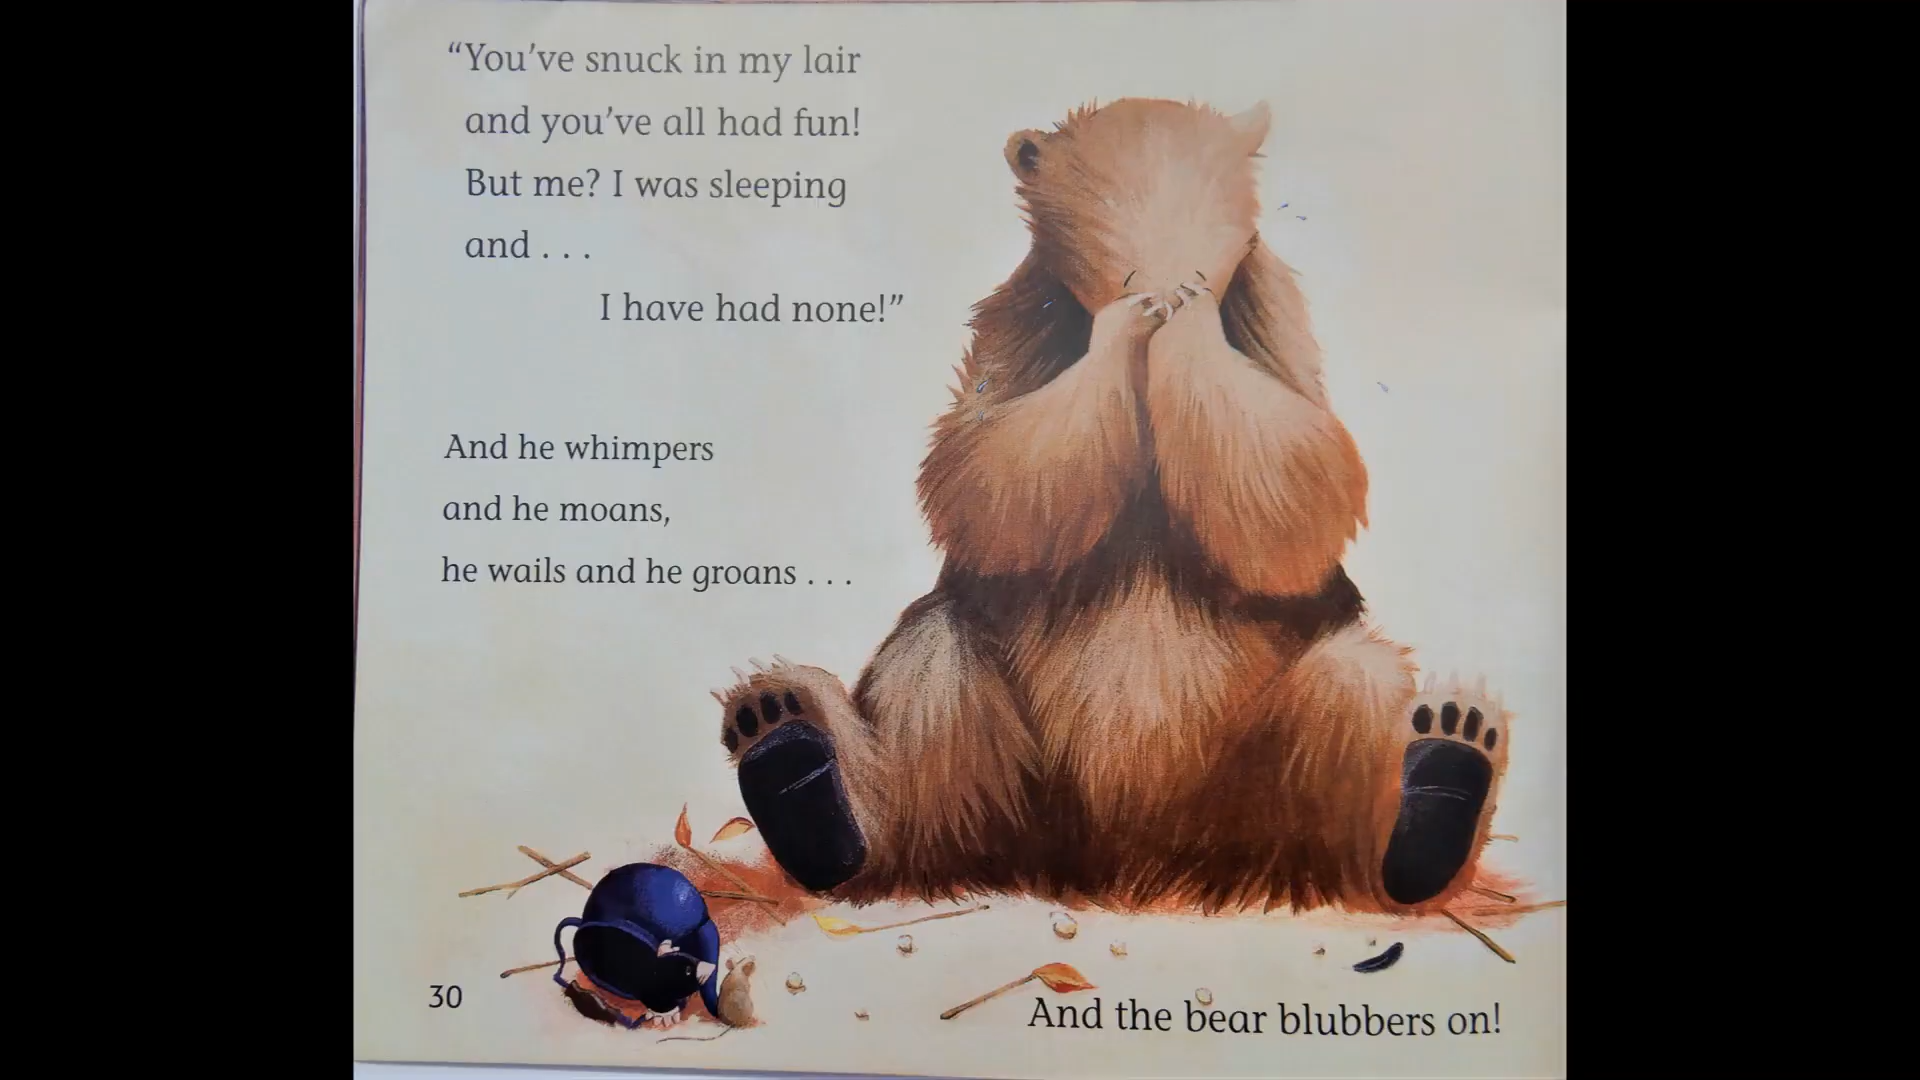 “You’ve snuck in my lair
and you’ve all had fun!
But me? I was sleeping
and . . .
I have had none!”
And he whimpers
and he moans,
he wails and he groans . . .
30
And the bear blubbers on!